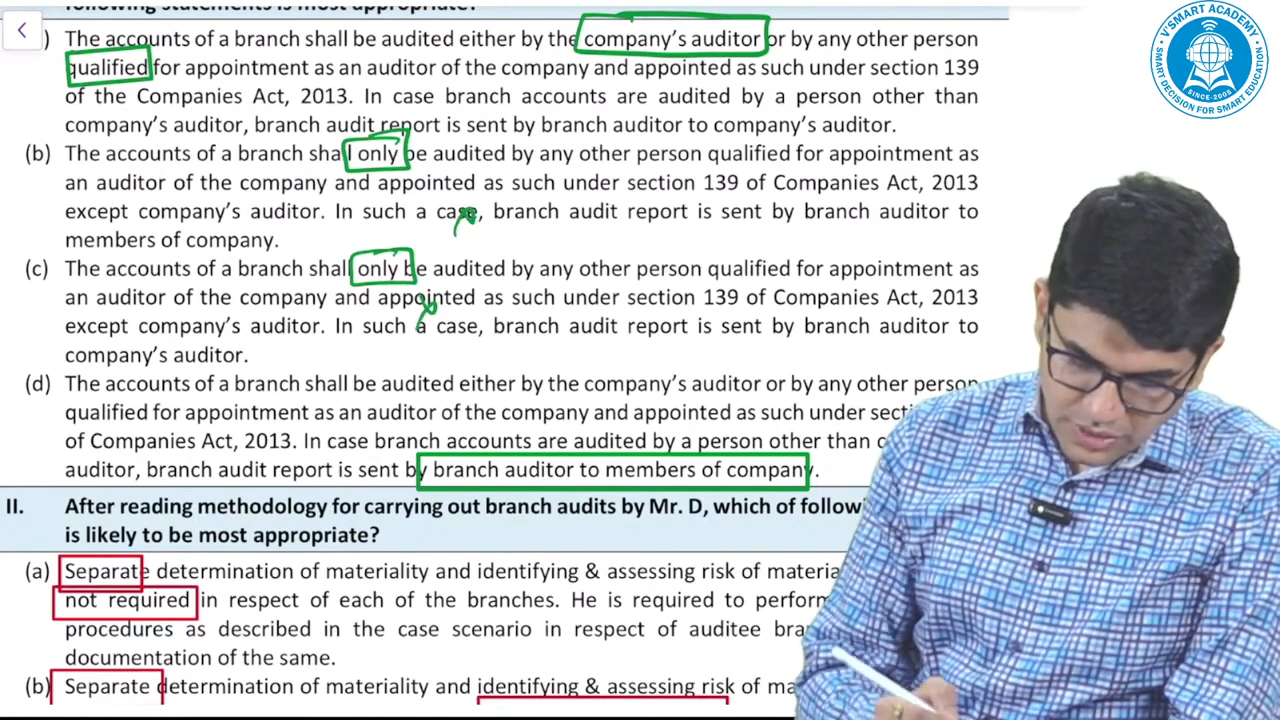 following statements is most appropriate?
) The accounts of a branch shall be audited either by the company's auditor or by any other person
qualified for appointment as an auditor of the company and appointed as such under section 139
of the Companies Act, 2013. In case branch accounts are audited by a person other than
company's auditor, branch audit report is sent by branch auditor to company's auditor.
(b) The accounts of a branch shall only be audited by any other person qualified for appointment as
an auditor of the company and appointed as such under section 139 of Companies Act, 2013
except company's auditor. In such a case, branch audit report is sent by branch auditor to
members of company.
(c) The accounts of a branch shall only be audited by any other person qualified for appointment as
an auditor of the company and appointed as such under section 139 of Companies Act, 2013
except company's auditor. In such a case, branch audit report is sent by branch auditor to
company's auditor.
(d) The accounts of a branch shall be audited either by the company's auditor or by any other person
qualified for appointment as an auditor of the company and appointed as such under
of Companies Act, 2013. In case branch accounts are audited by a person other than
auditor, branch audit report is sent by branch auditor to members of company.
II. After reading methodology for carrying out branch audits by Mr. D, which of
is likely to be most appropriate?
(a) Separate determination of materiality and identifying & assessing risk of
not required in respect of each of the branches. He is required to perform
procedures as described in the case scenario in respect of auditee
documentation of the same.
(b) Separate determination of materiality and identifying & assessing risk of
V'SMART ACADEMY
SINCE-2005
SMART DECISION FOR SMART EDUCATION